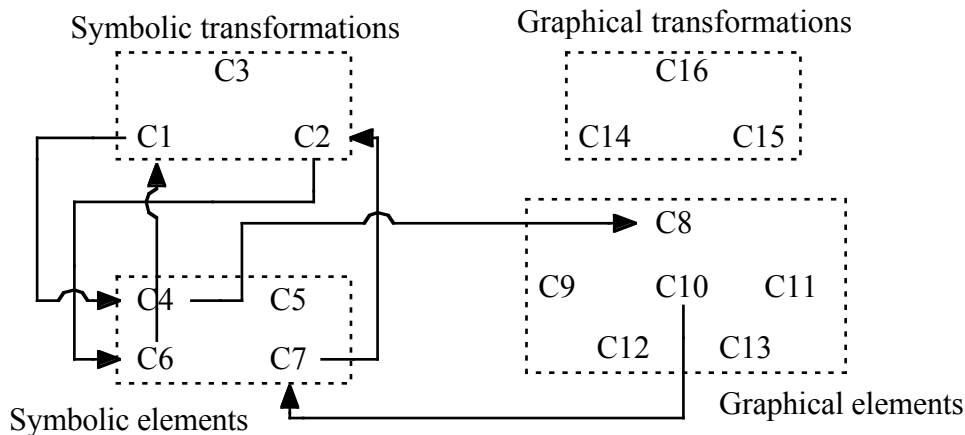 Symbolic transformations
Graphical transformations
C3
C16
C1 C2
C14 C15
C8
C4 C5
C9 C10 C11
C6 C7
C12 C13
Symbolic elements
Graphical elements